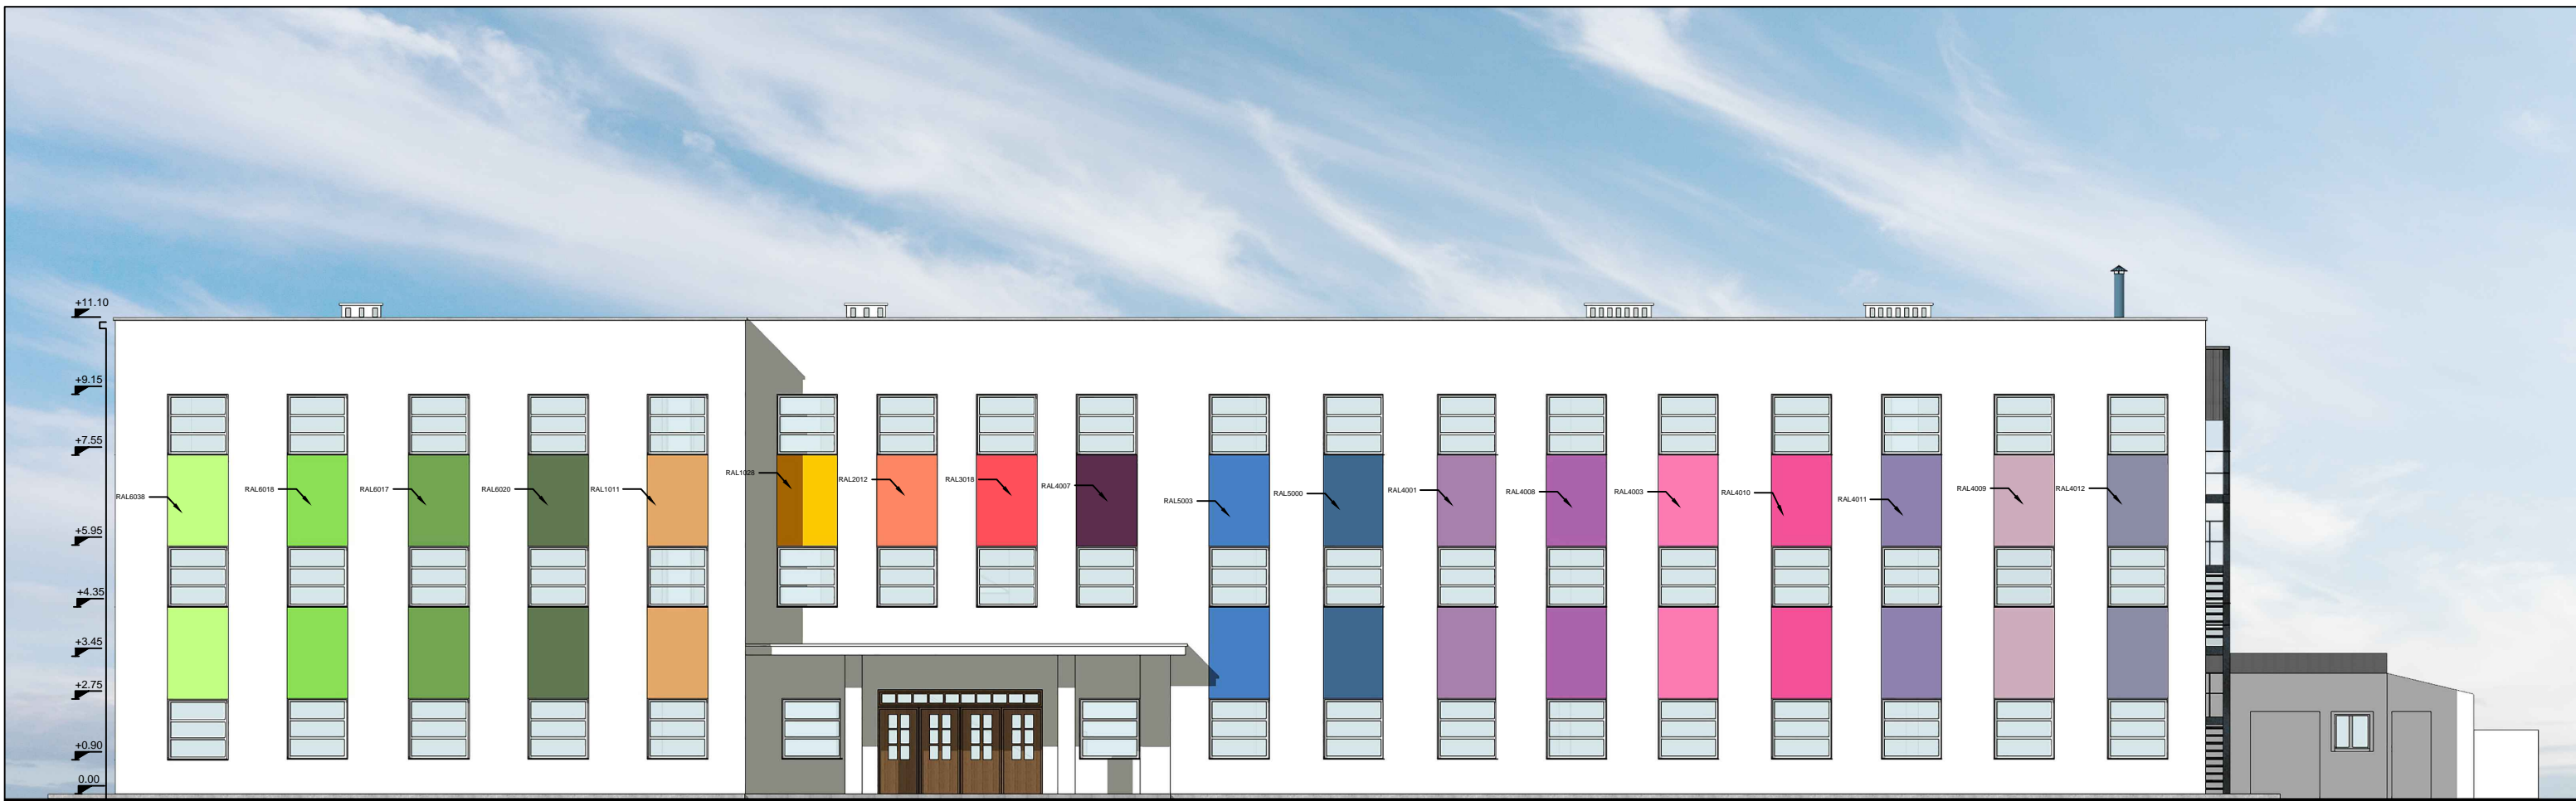 +11.10
+9.15
+7.55
+5.95
+4.35
+3.45
+2.75
+0.90
0.00
RAL6038
RAL6018
RAL6017
RAL6020
RAL1011
RAL1028
RAL2012
RAL3018
RAL4007
RAL5003
RAL5000
RAL4001
RAL4008
RAL4003
RAL4010
RAL4011
RAL4009
RAL4012